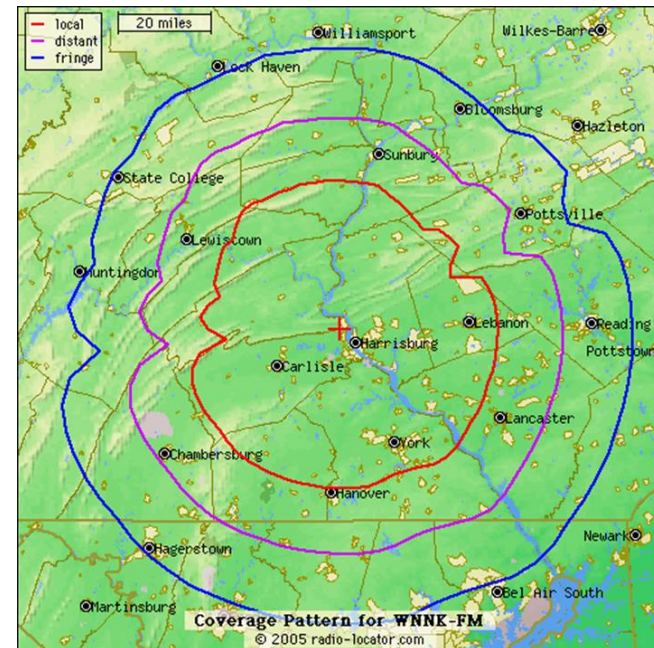 local
distant
fringe
20 miles
Williamsport
Wilkes-Barre
Lock Haven
Bloomsburg
Hazleton
Sunbury
State College
Pottsville
Lewistown
Huntingdon
Lebanon
Reading
Harrisburg
Pottstown
Carlisle
Lancaster
York
Chambersburg
Hanover
Newark
Hagerstown
Bel Air South
Martinsburg
Coverage Pattern for WNNK-FM
© 2005 radio-locator.com